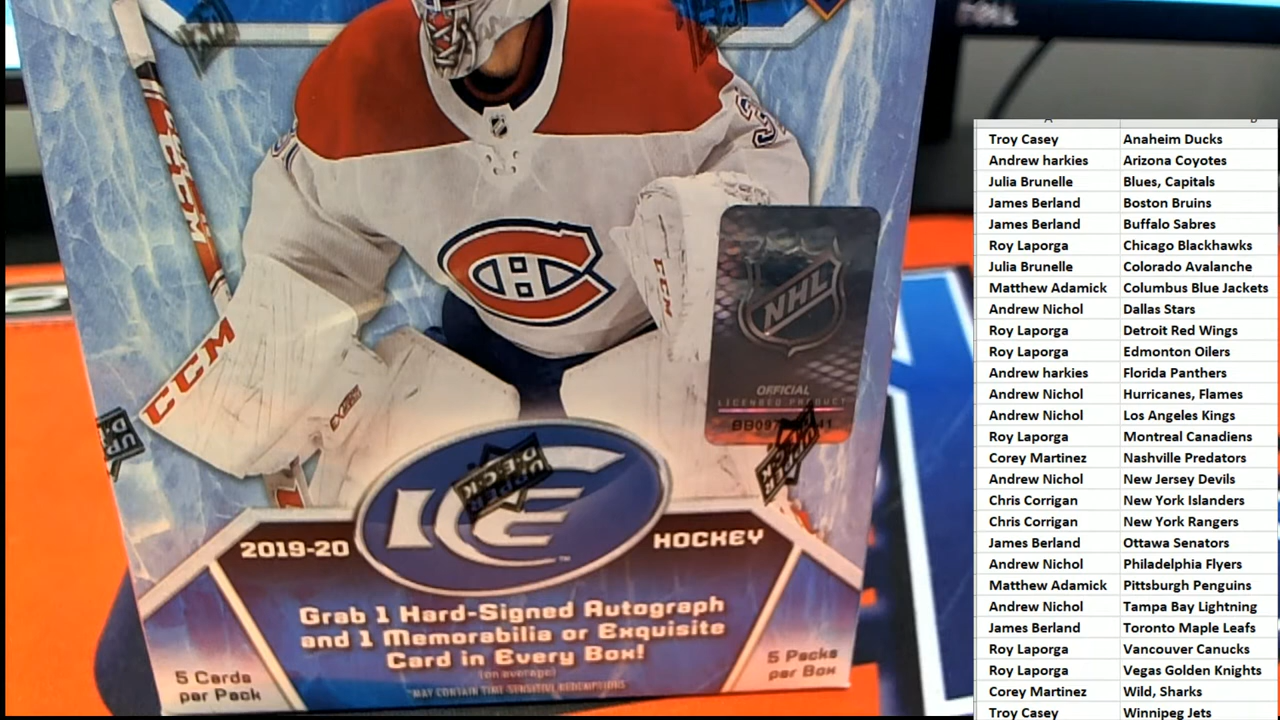 DELL
CCM
CCM
CCM
NHL
OFFICIAL
LICENSED PRODUCT
UPPER DECK
UPPER DECK
ICE
2019-20
HOCKEY
Grab 1 Hard-Signed Autograph
and 1 Memorabilia or Exquisite
Card in Every Box!
(on average)
*MAY CONTAIN TIME-SENSITIVE REDEMPTIONS
5 Cards
per Pack
5 Packs
per Box
Troy Casey Anaheim Ducks
Andrew harkies Arizona Coyotes
Julia Brunelle Blues, Capitals
James Berland Boston Bruins
James Berland Buffalo Sabres
Roy Laporga Chicago Blackhawks
Julia Brunelle Colorado Avalanche
Matthew Adamick Columbus Blue Jackets
Andrew Nichol Dallas Stars
Roy Laporga Detroit Red Wings
Roy Laporga Edmonton Oilers
Andrew harkies Florida Panthers
Andrew Nichol Hurricanes, Flames
Andrew Nichol Los Angeles Kings
Roy Laporga Montreal Canadiens
Corey Martinez Nashville Predators
Andrew Nichol New Jersey Devils
Chris Corrigan New York Islanders
Chris Corrigan New York Rangers
James Berland Ottawa Senators
Andrew Nichol Philadelphia Flyers
Matthew Adamick Pittsburgh Penguins
Andrew Nichol Tampa Bay Lightning
James Berland Toronto Maple Leafs
Roy Laporga Vancouver Canucks
Roy Laporga Vegas Golden Knights
Corey Martinez Wild, Sharks
Troy Casey Winnipeg Jets